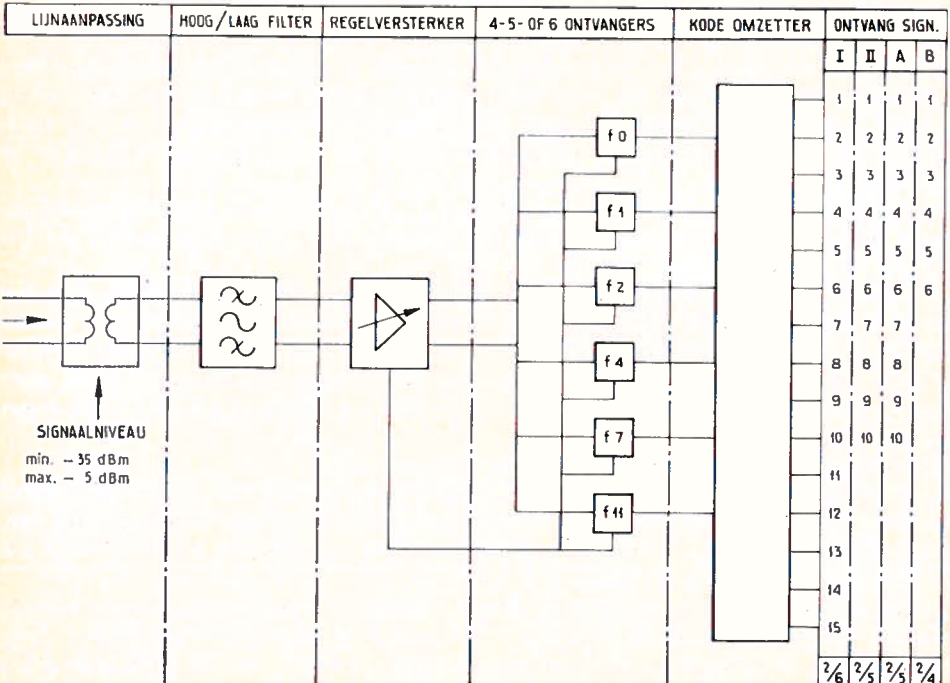 LIJNAANPASSING HOOG/LAAG FILTER REGELVERSTERKER 4-5-OF 6 ONTVANGERS KODE OMZETTER ONTVANG SIGN.
I II A B
1 1 1 1
f0
2 2 2 2
3 3 3 3
f1
4 4 4 4
5 5 5 5
f2
6 6 6 6
7 7 7
f4
8 8 8
9 9 9
f7
10 10 10
11
f11
12
13
14
15
SIGNAALNIVEAU
min. - 35 dBm
max. - 5 dBm
2/6 2/5 2/5 2/4